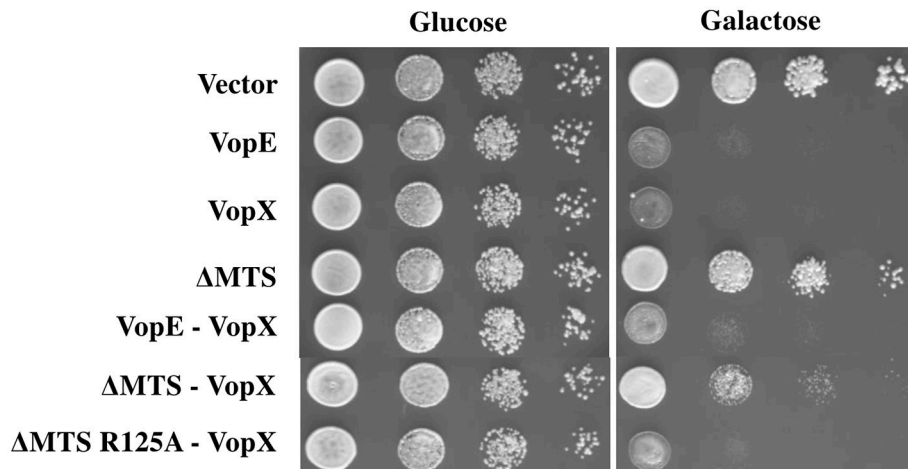 Glucose Galactose
Vector
VopE
VopX
ΔMTS
VopE - VopX
ΔMTS - VopX
ΔMTS R125A - VopX